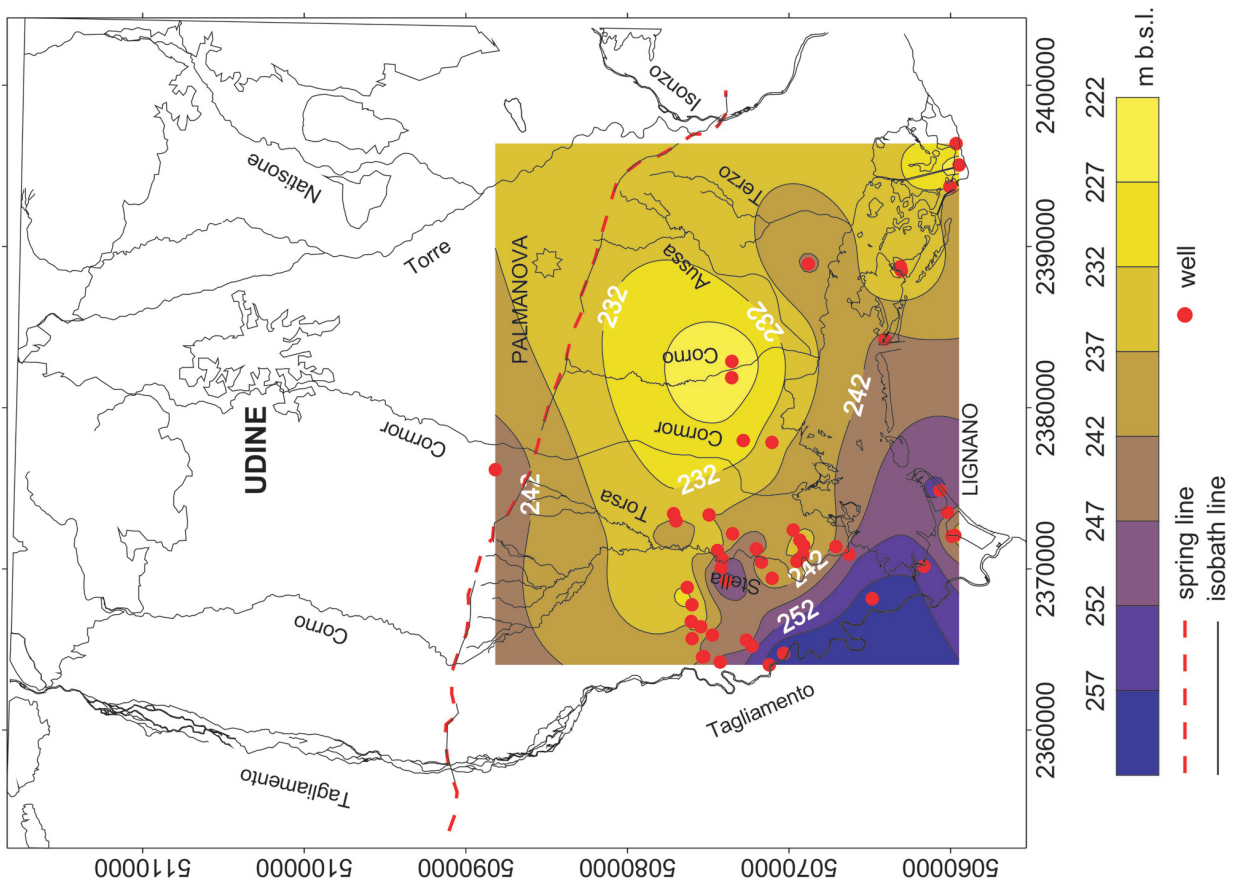 Natisone
Isonzo
Torre
Terzo
PALMANOVA
Aussa
232
232
UDINE
Corno
Cormor
Cormor
242
232
Torsa
242
LIGNANO
Corno
Stella
242
252
Tagliamento
Tagliamento
5110000
5100000
5090000
5080000
5070000
5060000
2400000
2390000
2380000
2370000
2360000
222
227
232
237
242
247
252
257
m b.s.l.
well
spring line
isobath line